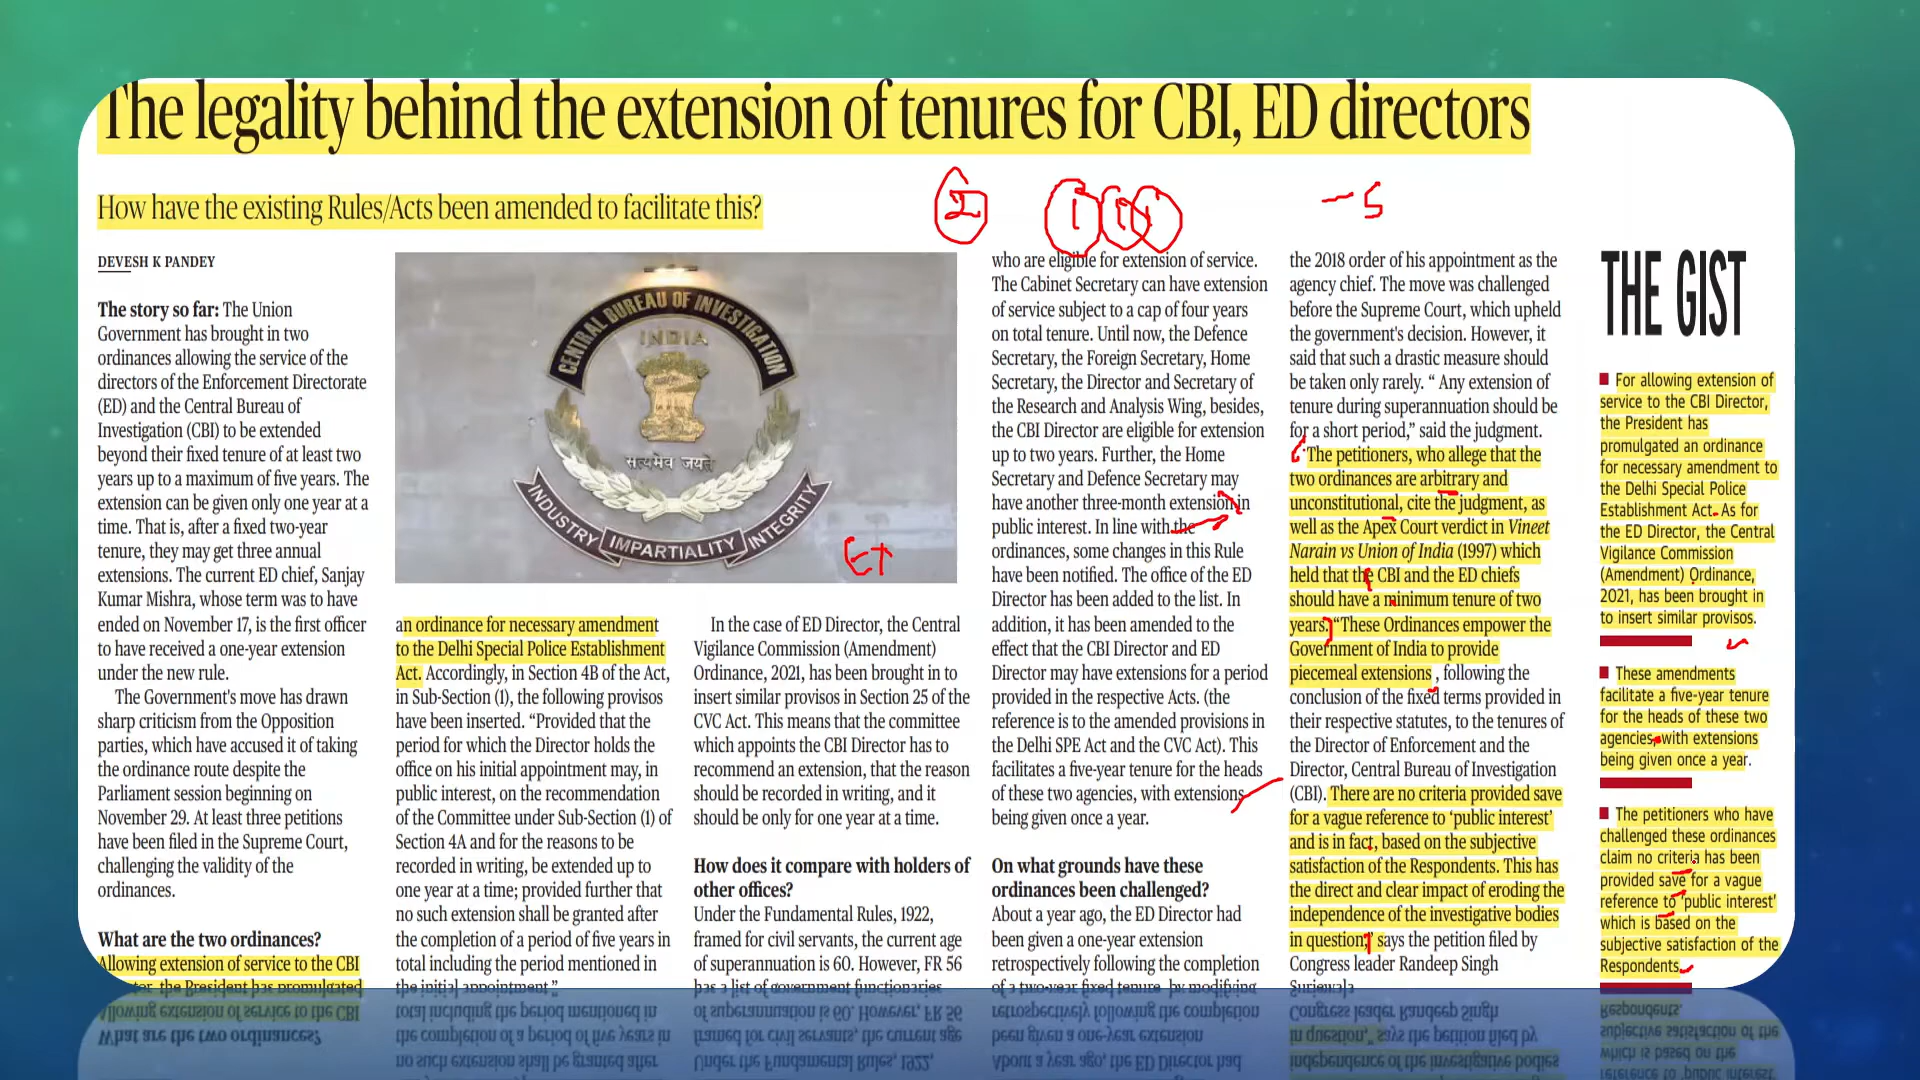 The legality behind the extension of tenures for CBI, ED directors
How have the existing Rules/Acts been amended to facilitate this?
2
1
1
1
-5
DEVESH K PANDEY
The story so far: The Union
Government has brought in two
ordinances allowing the service of the
directors of the Enforcement Directorate
(ED) and the Central Bureau of
Investigation (CBI) to be extended
beyond their fixed tenure of at least two
years up to a maximum of five years. The
extension can be given only one year at a
time. That is, after a fixed two-year
tenure, they may get three annual
extensions. The current ED chief, Sanjay
Kumar Mishra, whose term was to have
ended on November 17, is the first officer
to have received a one-year extension
under the new rule.
The Government's move has drawn
sharp criticism from the Opposition
parties, which have accused it of taking
the ordinance route despite the
Parliament session beginning on
November 29. At least three petitions
have been filed in the Supreme Court,
challenging the validity of the
ordinances.
What are the two ordinances?
Allowing extension of service to the CBI
the President has promulgated
CENTRAL BUREAU OF INVESTIGATION
INDIA
सत्यमेव जयते
INDUSTRY IMPARTIALITY INTEGRITY
Ex
an ordinance for necessary amendment
to the Delhi Special Police Establishment
Act. Accordingly, in Section 4B of the Act,
in Sub-Section (1), the following provisos
have been inserted. “Provided that the
period for which the Director holds the
office on his initial appointment may, in
public interest, on the recommendation
of the Committee under Sub-Section (1) of
Section 4A and for the reasons to be
recorded in writing, be extended up to
one year at a time; provided further that
no such extension shall be granted after
the completion of a period of five years in
total including the period mentioned in
the initial appointment.”
In the case of ED Director, the Central
Vigilance Commission (Amendment)
Ordinance, 2021, has been brought in to
insert similar provisos in Section 25 of the
CVC Act. This means that the committee
which appoints the CBI Director has to
recommend an extension, that the reason
should be recorded in writing, and it
should be only for one year at a time.
How does it compare with holders of
other offices?
Under the Fundamental Rules, 1922,
framed for civil servants, the current age
of superannuation is 60. However, FR 56
has a list of government functionaries
who are eligible for extension of service.
The Cabinet Secretary can have extension
of service subject to a cap of four years
on total tenure. Until now, the Defence
Secretary, the Foreign Secretary, Home
Secretary, the Director and Secretary of
the Research and Analysis Wing, besides,
the CBI Director are eligible for extension
up to two years. Further, the Home
Secretary and Defence Secretary may
have another three-month extension in
public interest. In line with the
ordinances, some changes in this Rule
have been notified. The office of the ED
Director has been added to the list. In
addition, it has been amended to the
effect that the CBI Director and ED
Director may have extensions for a period
provided in the respective Acts. (the
reference is to the amended provisions in
the Delhi SPE Act and the CVC Act). This
facilitates a five-year tenure for the heads
of these two agencies, with extensions
being given once a year.
On what grounds have these
ordinances been challenged?
About a year ago, the ED Director had
been given a one-year extension
retrospectively following the completion
of a two-year fixed tenure, by modifying
the 2018 order of his appointment as the
agency chief. The move was challenged
before the Supreme Court, which upheld
the government's decision. However, it
said that such a drastic measure should
be taken only rarely. “ Any extension of
tenure during superannuation should be
for a short period,” said the judgment.
The petitioners, who allege that the
two ordinances are arbitrary and
unconstitutional, cite the judgment, as
well as the Apex Court verdict in Vineet
Narain vs Union of India (1997) which
held that the CBI and the ED chiefs
should have a minimum tenure of two
years. “These Ordinances empower the
Government of India to provide
piecemeal extensions , following the
conclusion of the fixed terms provided in
their respective statutes, to the tenures of
the Director of Enforcement and the
Director, Central Bureau of Investigation
(CBI). There are no criteria provided save
for a vague reference to ‘public interest’
and is in fact, based on the subjective
satisfaction of the Respondents. This has
the direct and clear impact of eroding the
independence of the investigative bodies
in question,” says the petition filed by
Congress leader Randeep Singh
Surjewala
THE GIST
For allowing extension of
service to the CBI Director,
the President has
promulgated an ordinance
for necessary amendment to
the Delhi Special Police
Establishment Act. As for
the ED Director, the Central
Vigilance Commission
(Amendment) Ordinance,
2021, has been brought in
to insert similar provisos.
These amendments
facilitate a five-year tenure
for the heads of these two
agencies, with extensions
being given once a year.
The petitioners who have
challenged these ordinances
claim no criteria has been
provided save for a vague
reference to ‘public interest’
which is based on the
subjective satisfaction of the
Respondents.